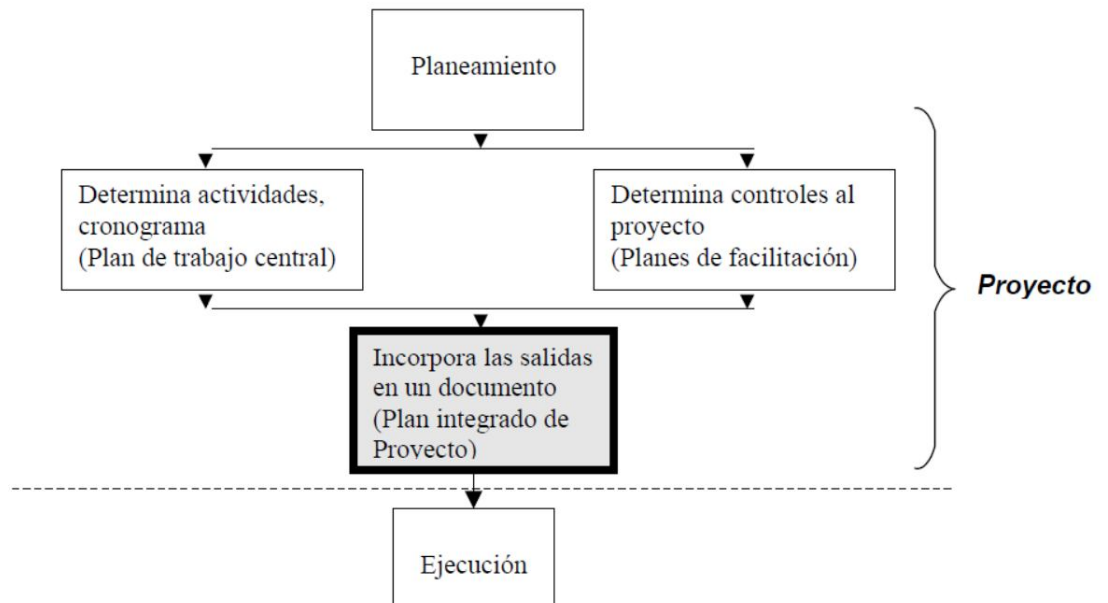 Planeamiento
Determina actividades,
cronograma
(Plan de trabajo central)
Determina controles al
proyecto
(Planes de facilitación)
Proyecto
Incorpora las salidas
en un documento
(Plan integrado de
Proyecto)
Ejecución